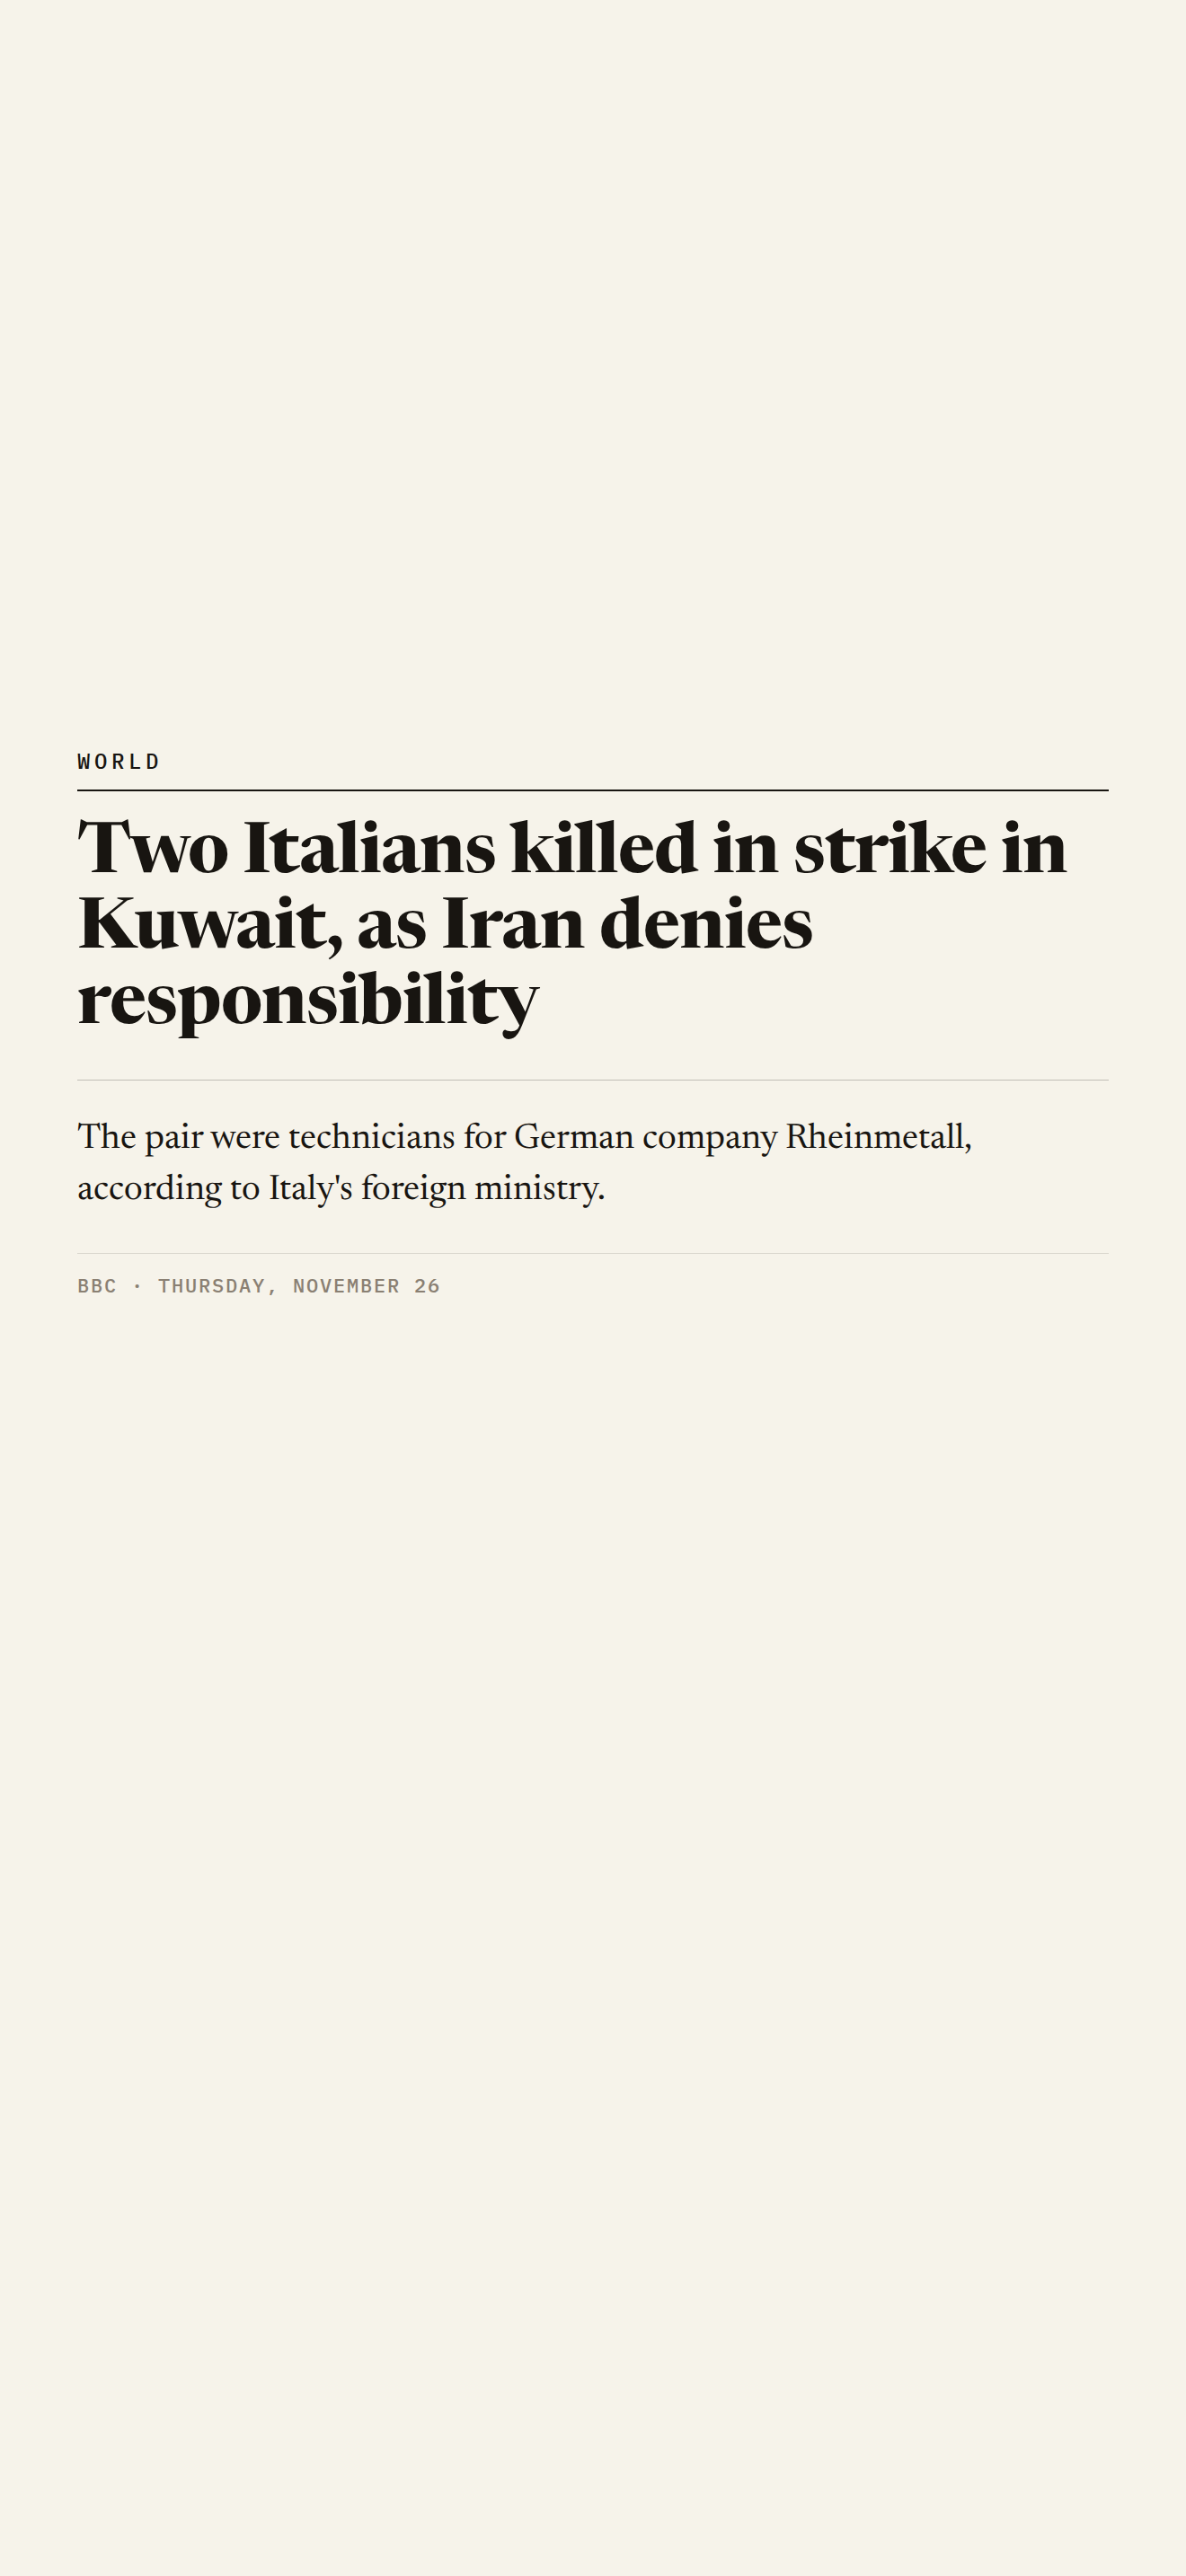 WORLD
Two Italians killed in strike in
Kuwait, as Iran denies
responsibility
The pair were technicians for German company Rheinmetall,
according to Italy's foreign ministry.
BBC · THURSDAY, NOVEMBER 26